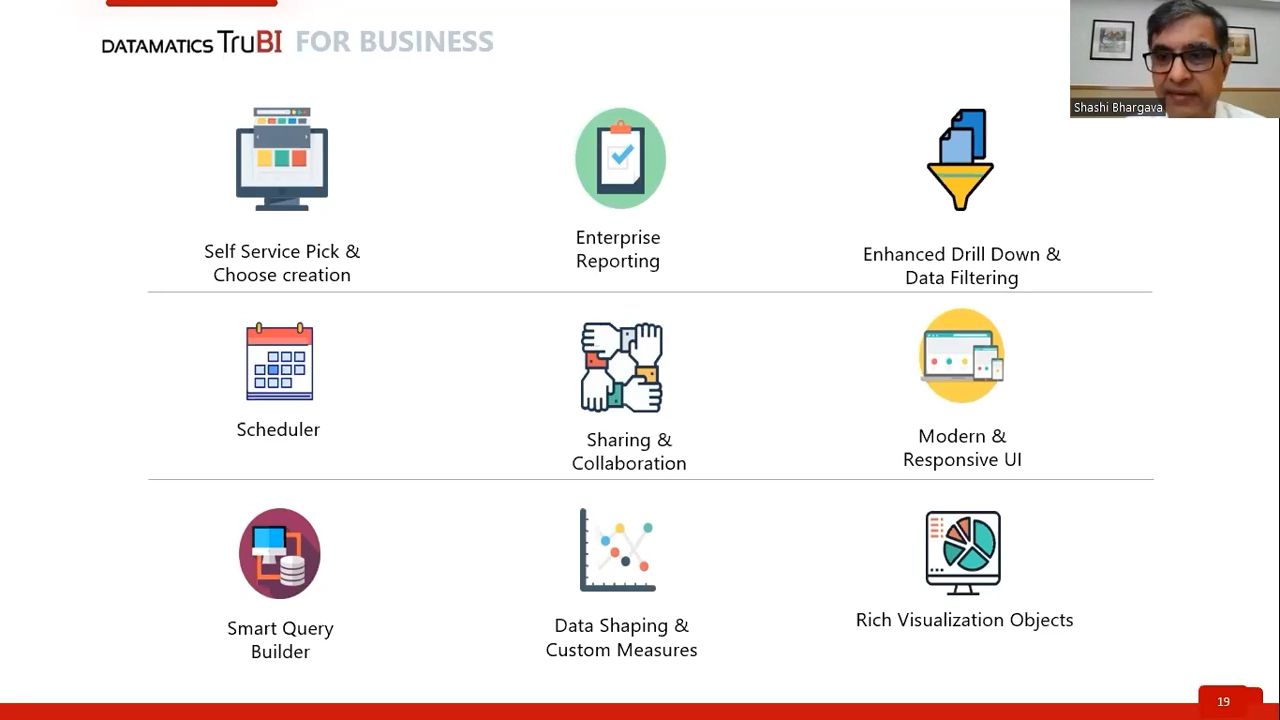 DATAMATICS TruBI FOR BUSINESS
Shashi Bhargava
Self Service Pick &
Choose creation
Enterprise
Reporting
Enhanced Drill Down &
Data Filtering
Scheduler
Sharing &
Collaboration
Modern &
Responsive UI
Smart Query
Builder
Data Shaping &
Custom Measures
Rich Visualization Objects
19